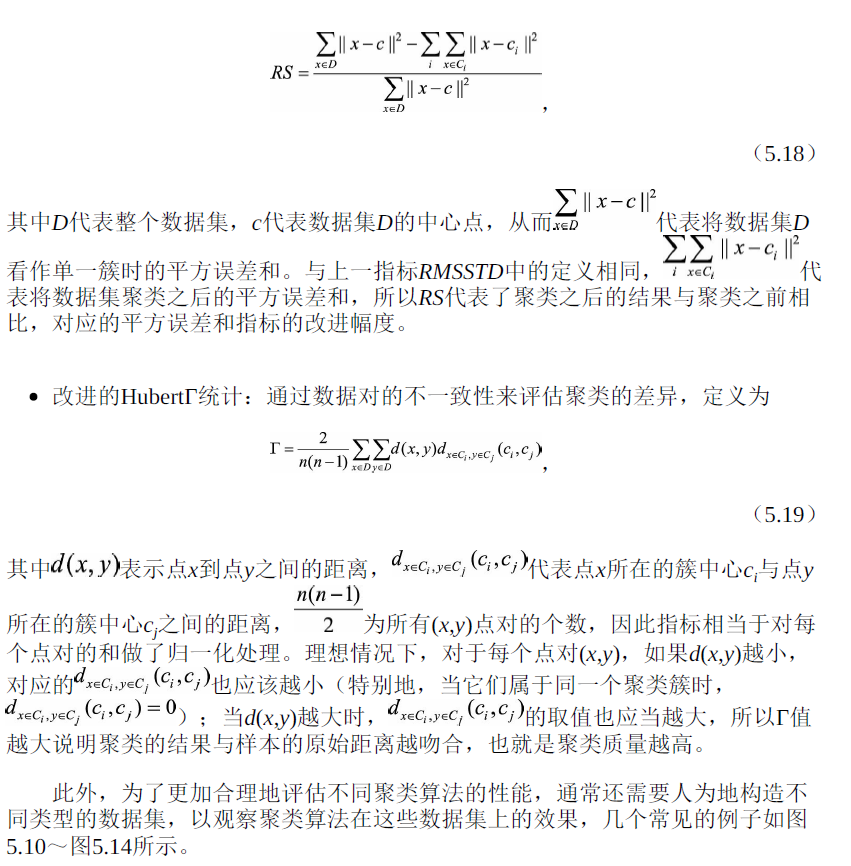 RS = \frac{\sum_{x∈D} || x−c ||^2 − \sum_i \sum_{x∈C_i} || x−c_i ||^2}{\sum_{x∈D} || x−c ||^2} ,
（5.18）
其中D代表整个数据集，c代表数据集D的中心点，从而\sum_{x∈D} || x−c ||^2代表将数据集D
看作单一簇时的平方误差和。与上一指标RMSSTD中的定义相同，\sum_i \sum_{x∈C_i} || x−c_i ||^2代
表将数据集聚类之后的平方误差和，所以RS代表了聚类之后的结果与聚类之前相
比，对应的平方误差和指标的改进幅度。
● 改进的HubertΓ统计：通过数据对的不一致性来评估聚类的差异，定义为
Γ = \frac{2}{n(n−1)} \sum_{x∈D} \sum_{y∈D} d(x,y)d_{x∈C_i,y∈C_j}(c_i,c_j) ,
（5.19）
其中d(x,y)表示点x到点y之间的距离，d_{x∈C_i,y∈C_j}(c_i,c_j)代表点x所在的簇中心c_i与点y
所在的簇中心c_j之间的距离，\frac{n(n−1)}{2}为所有(x,y)点对的个数，因此指标相当于对每
个点对的和做了归一化处理。理想情况下，对于每个点对(x,y)，如果d(x,y)越小，
对应的d_{x∈C_i,y∈C_j}(c_i,c_j)也应该越小（特别地，当它们属于同一个聚类簇时，
d_{x∈C_i,y∈C_j}(c_i,c_j)=0）；当d(x,y)越大时，d_{x∈C_i,y∈C_j}(c_i,c_j)的取值也应当越大，所以Γ值
越大说明聚类的结果与样本的原始距离越吻合，也就是聚类质量越高。
此外，为了更加合理地评估不同聚类算法的性能，通常还需要人为地构造不
同类型的数据集，以观察聚类算法在这些数据集上的效果，几个常见的例子如图
5.10～图5.14所示。